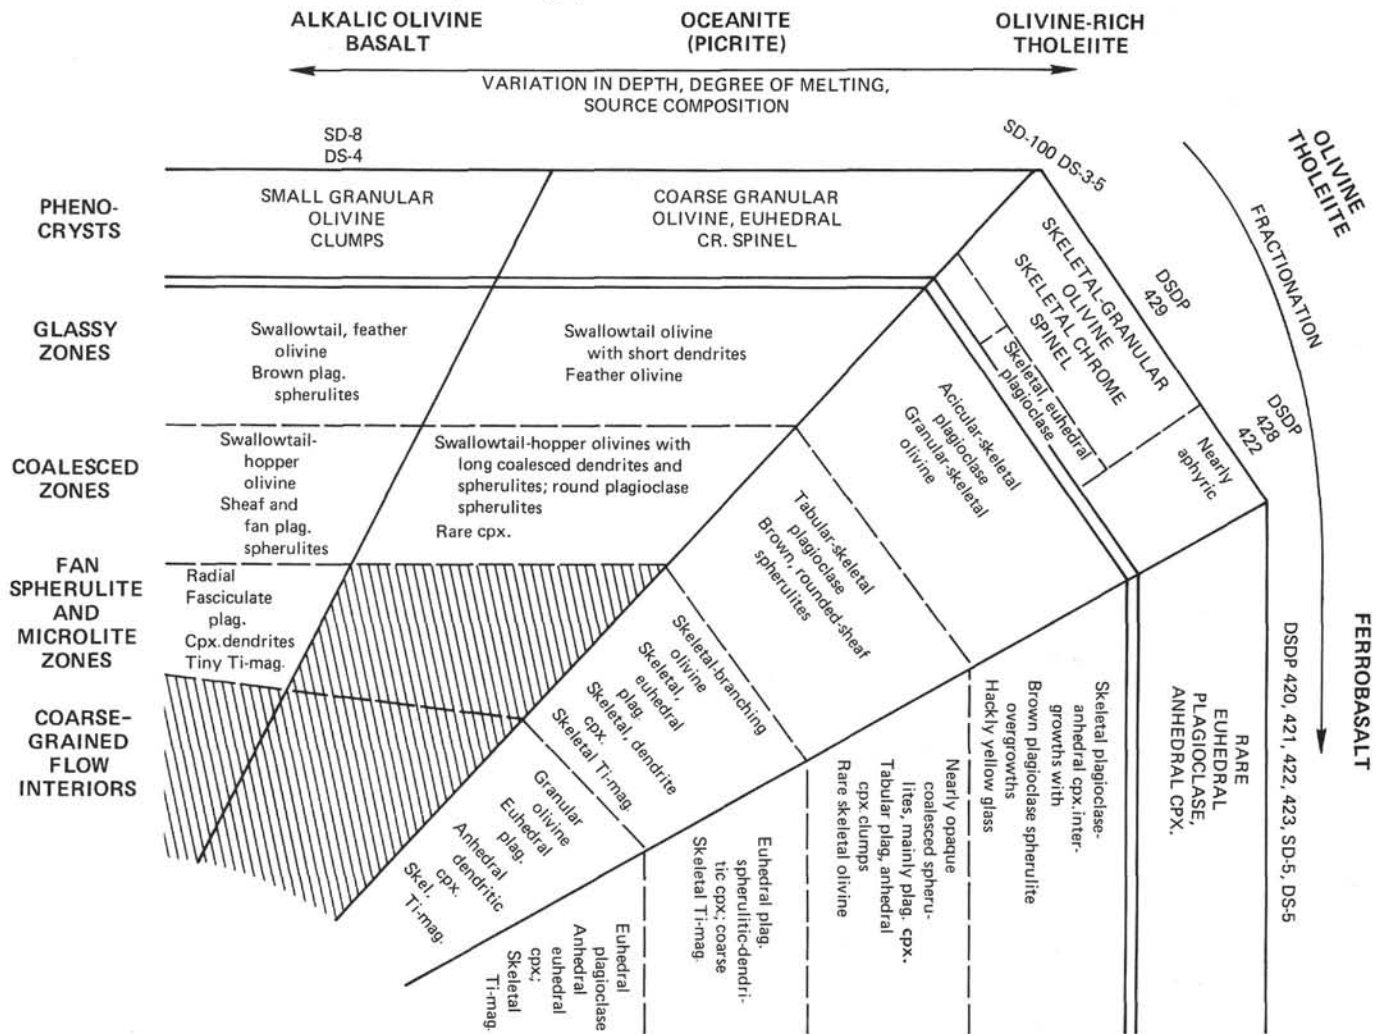 ALKALIC OLIVINE
BASALT
OCEANITE
(PICRITE)
OLIVINE-RICH
THOLEIITE
VARIATION IN DEPTH, DEGREE OF MELTING,
SOURCE COMPOSITION
SD-8
DS-4
SD-100 DS-3-5
OLIVINE
THOLEIITE
FRACTIONATION
FERROBASALT
PHENO-
CRYSTS
SMALL GRANULAR
OLIVINE
CLUMPS
COARSE GRANULAR
OLIVINE, EUHEDRAL
CR. SPINEL
SKELETAL-GRANULAR
OLIVINE
SKELETAL CHROME
SPINEL
Skeletal, euhedral
plagioclase
DSDP
429
Nearly
aphyric
DSDP
428
422
RARE
EUHEDRAL
PLAGIOCLASE,
ANHEDRAL CPX.
DSDP 420, 421, 422, 423, SD-5, DS-5
GLASSY
ZONES
Swallowtail, feather
olivine
Brown plag.
spherulites
Swallowtail olivine
with short dendrites
Feather olivine
Acicular-skeletal
plagioclase
Granular-skeletal
olivine
Skeletal plagioclase-
anhedral cpx.inter-
growths with
Brown plagioclase spherulite
overgrowths
Hackly yellow glass
COALESCED
ZONES
Swallowtail-
hopper
olivine
Sheaf and
fan plag.
spherulites
Swallowtail-hopper olivines with
long coalesced dendrites and
spherulites; round plagioclase
spherulites
Rare cpx.
Tabular-skeletal
plagioclase
Brown, rounded-sheaf
spherulites
Nearly opaque
coalesced spheru-
lites, mainly plag. cpx.
Tabular plag, anhedral
cpx.clumps
Rare skeletal olivine
FAN
SPHERULITE
AND
MICROLITE
ZONES
Radial
Fasciculate
plag.
Cpx.dendrites
Tiny Ti-mag.
Skeletal-branching
olivine
Skeletal,
euhedral
plag.
Skeletal, dendrite
cpx.
Skeletal Ti-mag
Euhedral plag.
spherulitic-dendri-
tic cpx.; coarse
Skeletal Ti-mag.
COARSE-
GRAINED
FLOW
INTERIORS
Granular
olivine
Euhedral
plag.
Anhedral
dendritic
cpx.
Skel.
Ti-mag.
Euhedral
plagioclase
Anhedral
euhedral
cpx.;
Skeletal
Ti-mag.